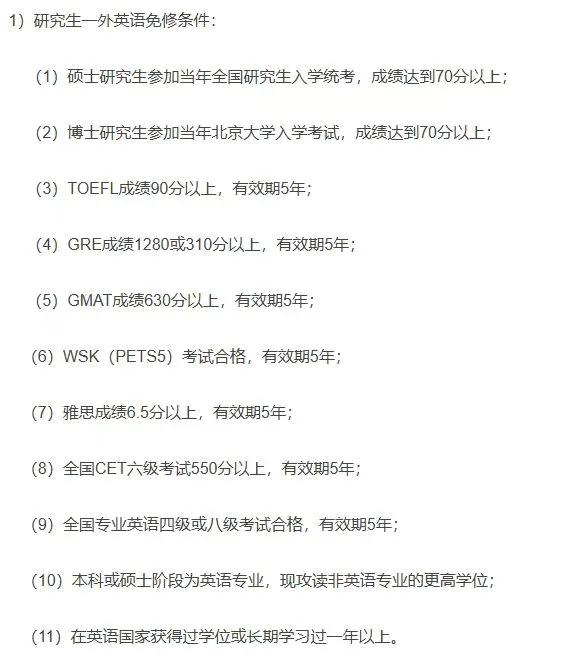 1）研究生一外英语免修条件：
（1）硕士研究生参加当年全国研究生入学统考，成绩达到70分以上；
（2）博士研究生参加当年北京大学入学考试，成绩达到70分以上；
（3）TOEFL成绩90分以上，有效期5年；
（4）GRE成绩1280或310分以上，有效期5年；
（5）GMAT成绩630分以上，有效期5年；
（6）WSK（PETS5）考试合格，有效期5年；
（7）雅思成绩6.5分以上，有效期5年；
（8）全国CET六级考试550分以上，有效期5年；
（9）全国专业英语四级或八级考试合格，有效期5年；
（10）本科或硕士阶段为英语专业，现攻读非英语专业的更高学位；
（11）在英语国家获得过学位或长期学习过一年以上。